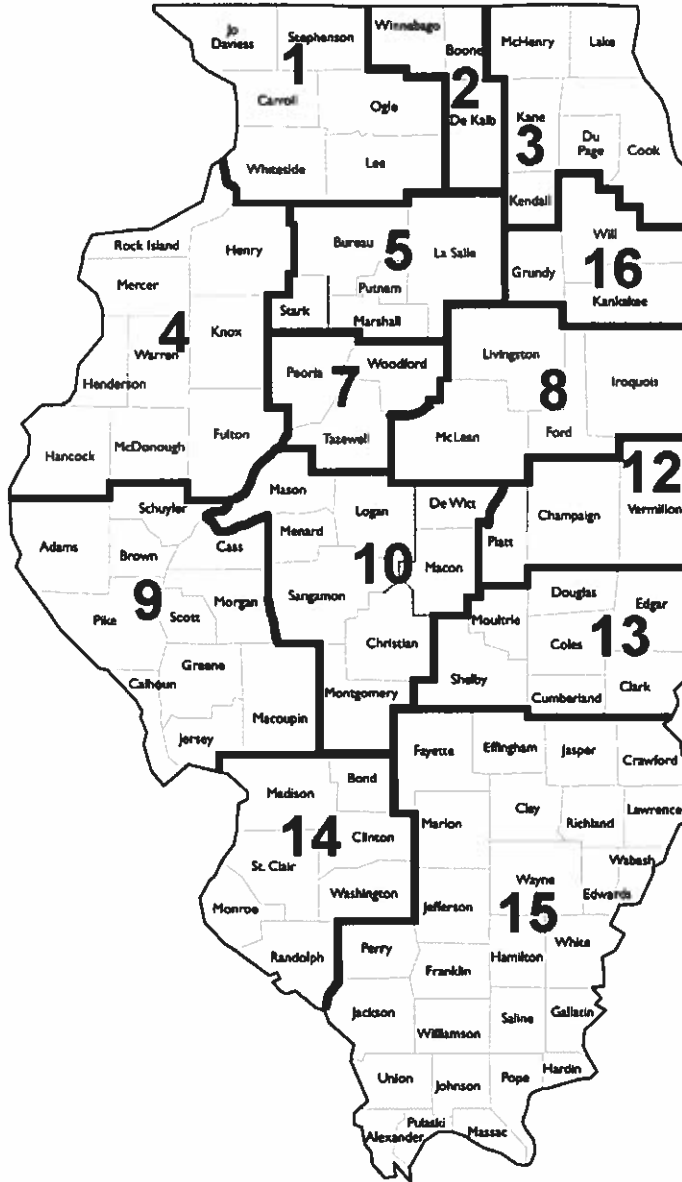 Jo
Daviess
Stephenson
Winnebago
Boone
McHenry
Lake
1
2
Carroll
Ogle
De Kalb
Kane
3
Du
Page
Cook
Whiteside
Lee
Kendall
Rock Island
Henry
Bureau
5
La Salle
Will
Grundy
16
Kankakee
Mercer
Putnam
Stark
Marshall
4
Knox
Warren
Henderson
Peoria
Woodford
7
Livingston
8
Iroquois
Hancock
McDonough
Fulton
Tazewell
McLean
Ford
Mason
Logan
De Witt
12
Schuyler
Menard
Piatt
Champaign
Vermilion
Adams
Brown
Cass
10
Macon
9
Sangamon
Pike
Scott
Morgan
Christian
Moultrie
Douglas
Edgar
Coles
13
Greene
Calhoun
Shelby
Cumberland
Clark
Macoupin
Montgomery
Jersey
Fayette
Effingham
Jasper
Crawford
Madison
Bond
Clay
Richland
Lawrence
14
Clinton
Marion
St. Clair
Wabash
Wayne
Edwards
15
Washington
Jefferson
Monroe
Randolph
Perry
Hamilton
White
Franklin
Jackson
Williamson
Saline
Gallatin
Union
Johnson
Pope
Hardin
Pulaski
Alexander
Massac